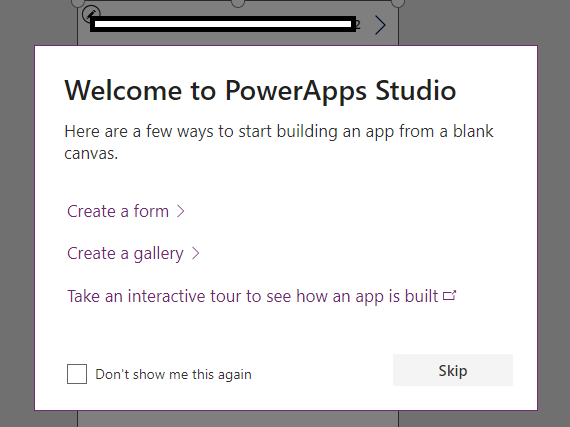 2
Welcome to PowerApps Studio
Here are a few ways to start building an app from a blank
canvas.
Create a form
Create a gallery
Take an interactive tour to see how an app is built
Don't show me this again
Skip